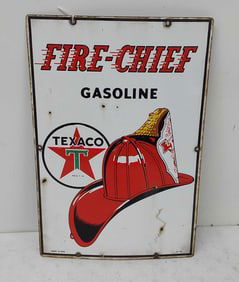 FIRE-CHIEF
GASOLINE
TEXACO
T